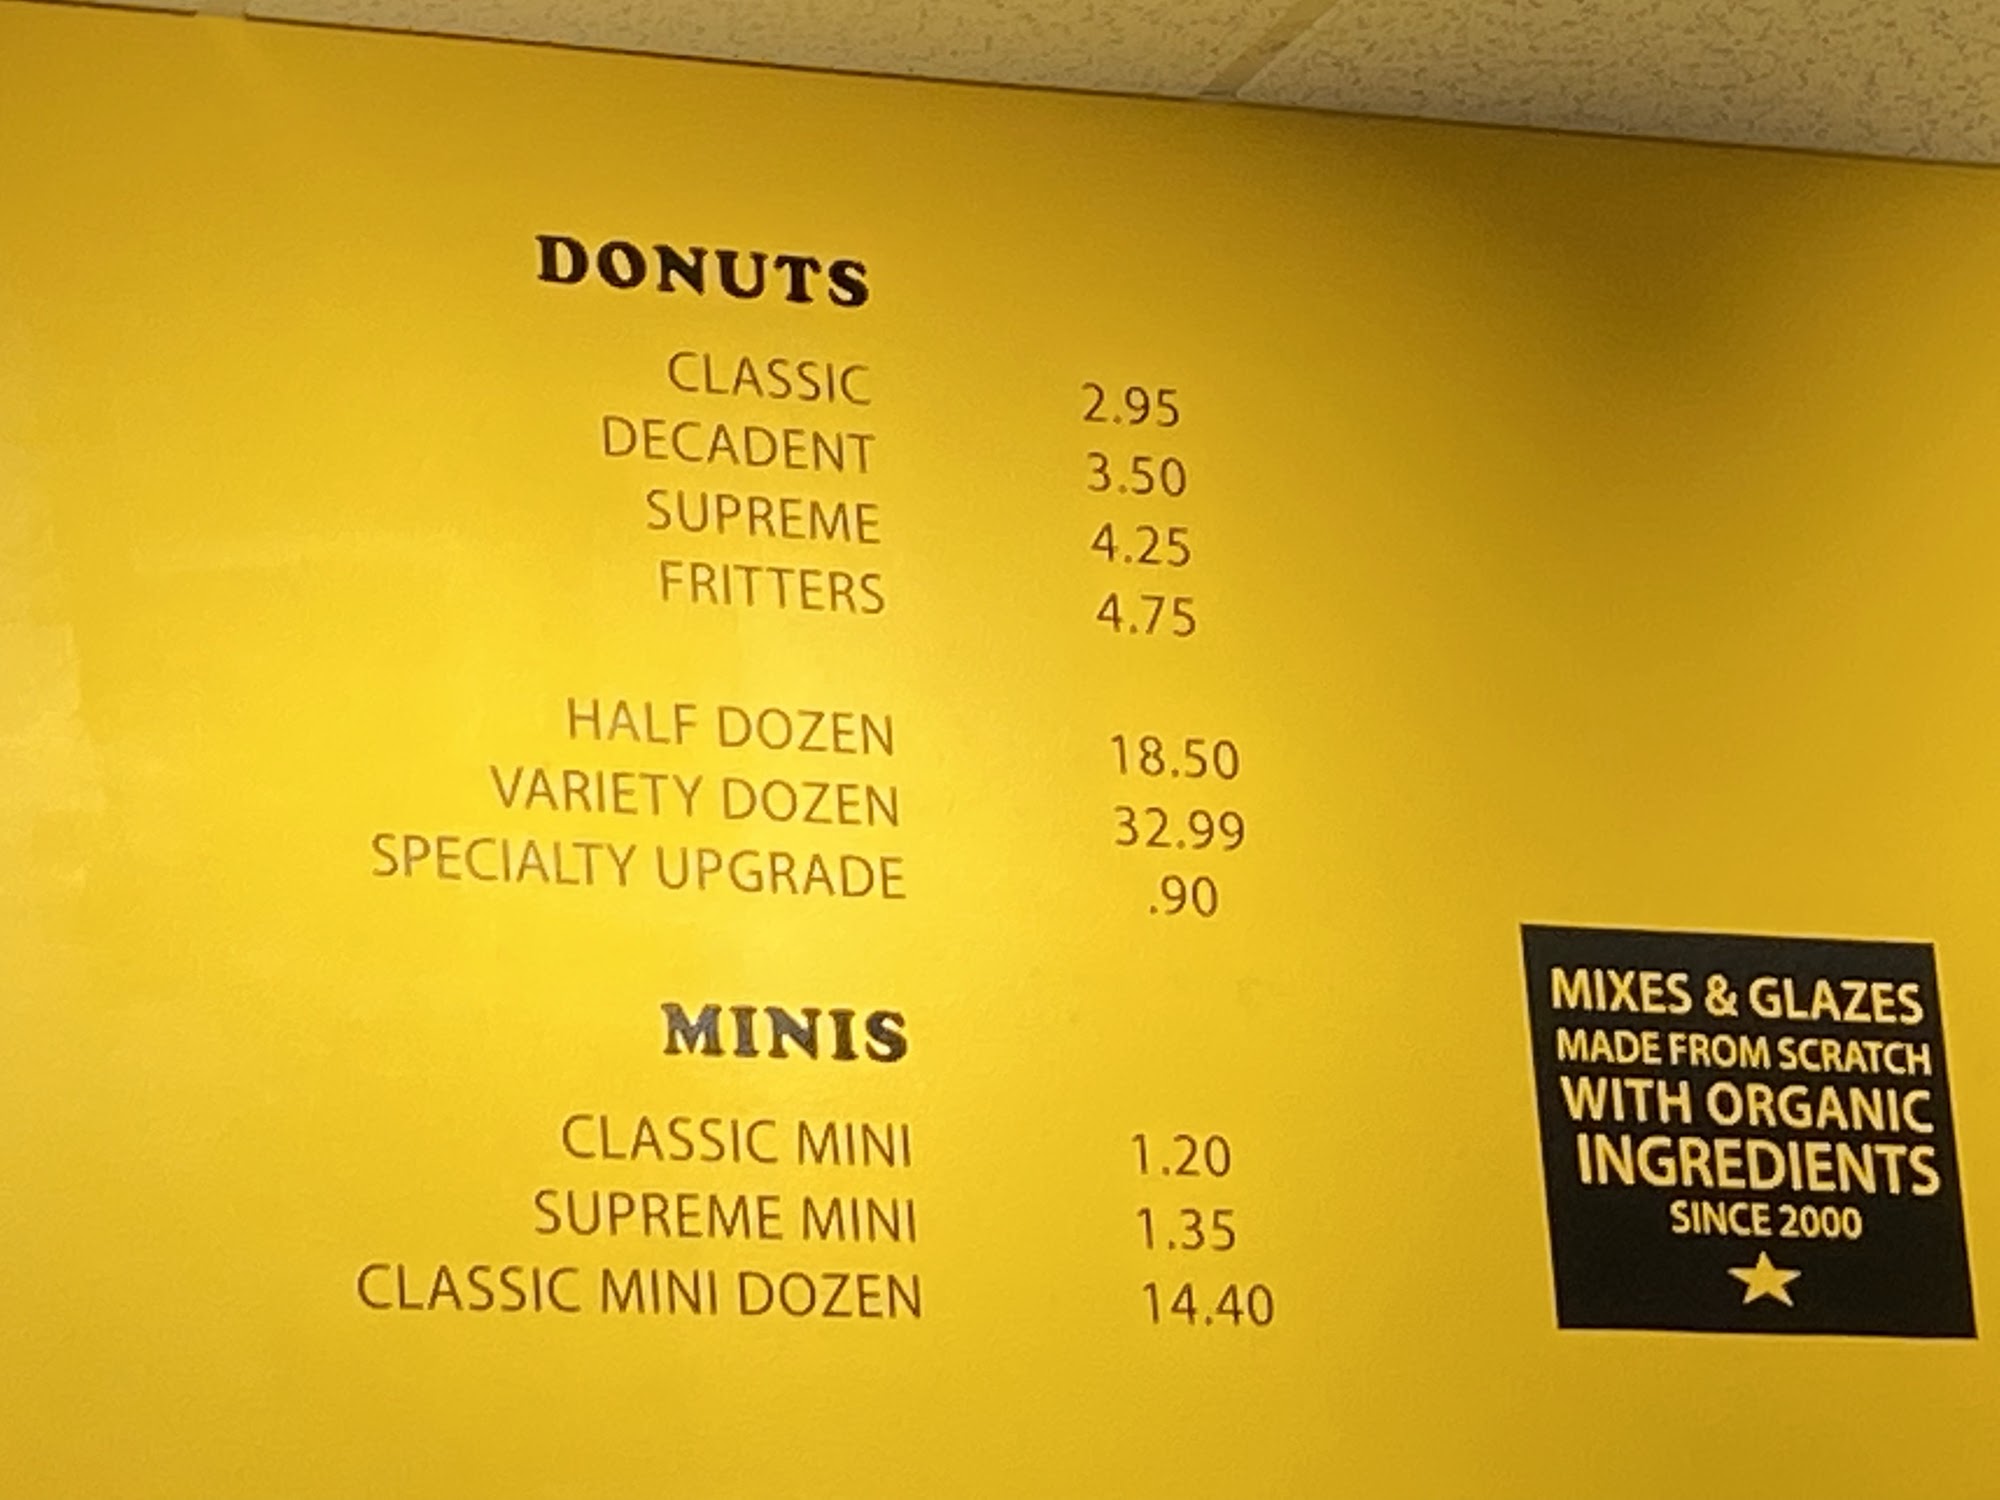 DONUTS
CLASSIC 2.95
DECADENT 3.50
SUPREME 4.25
FRITTERS 4.75
HALF DOZEN 18.50
VARIETY DOZEN 32.99
SPECIALTY UPGRADE .90
MINIS
CLASSIC MINI 1.20
SUPREME MINI 1.35
CLASSIC MINI DOZEN 14.40
MIXES & GLAZES
MADE FROM SCRATCH
WITH ORGANIC
INGREDIENTS
SINCE 2000